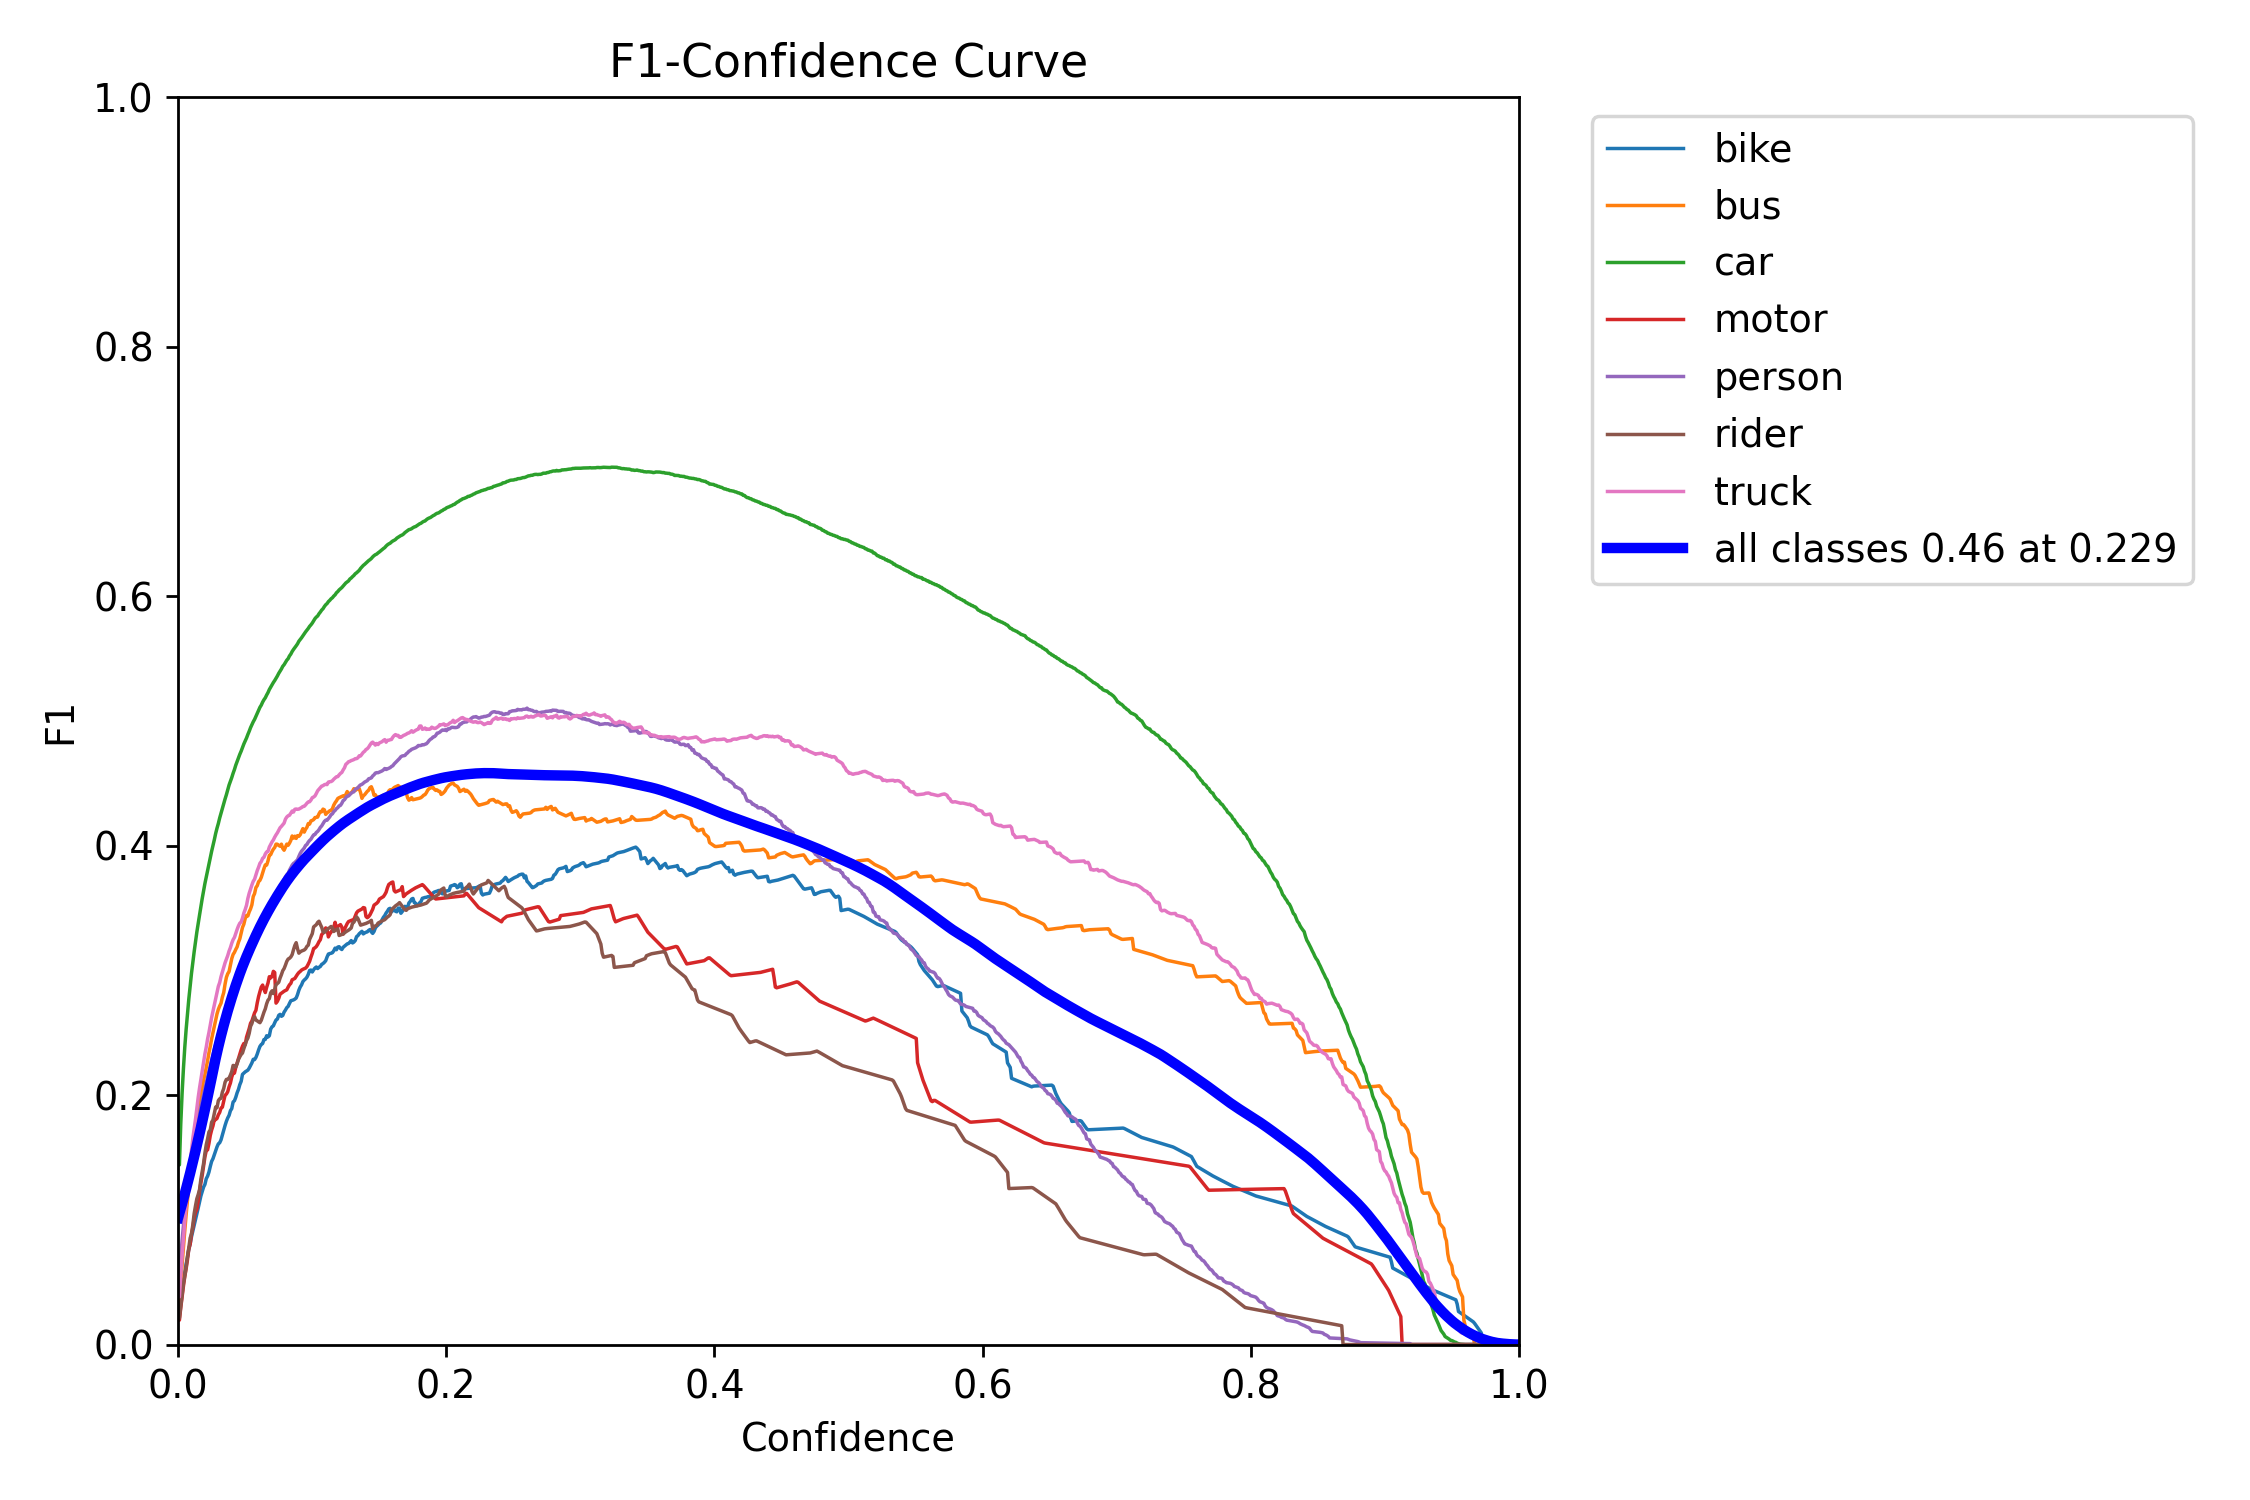 F1-Confidence Curve
1.0
0.8
0.6
0.4
0.2
0.0
F1
0.0 0.2 0.4 0.6 0.8 1.0
Confidence
bike
bus
car
motor
person
rider
truck
all classes 0.46 at 0.229